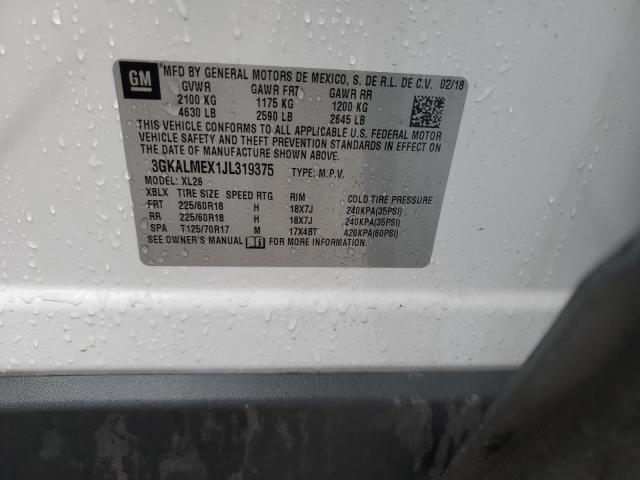 GM
*MFD BY GENERAL MOTORS DE MEXICO, S. DE R.L. DE C.V. 02/18
GVWR GAWR FRT GAWR RR
2100 KG 1175 KG 1200 KG
4630 LB 2590 LB 2645 LB
THIS VEHICLE CONFORMS TO ALL APPLICABLE U.S. FEDERAL MOTOR
VEHICLE SAFETY AND THEFT PREVENTION STANDARDS IN EFFECT ON
THE DATE OF MANUFACTURE SHOWN ABOVE.
3GKALMEX1JL319375 TYPE: M.P.V.
MODEL: XL26
XBLX TIRE SIZE SPEED RTG RIM COLD TIRE PRESSURE
FRT 225/60R18 H 18X7J 240KPA(35PSI)
RR 225/60R18 H 18X7J 240KPA(35PSI)
SPA T125/70R17 M 17X4BT 420KPA(60PSI)
SEE OWNER'S MANUAL FOR MORE INFORMATION.